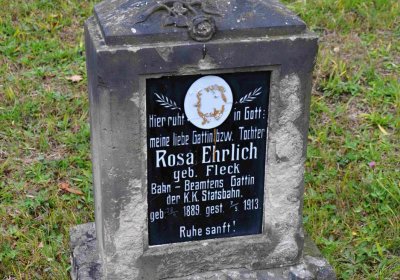 Hier ruht in Gott:
meine liebe Gattin bzw. Tochter
Rosa Ehrlich
geb. Fleck
Bahn - Beamtens Gattin
der K.K. Statsbahn.
geb. 1889 gest. 1913
Ruhe sanft!